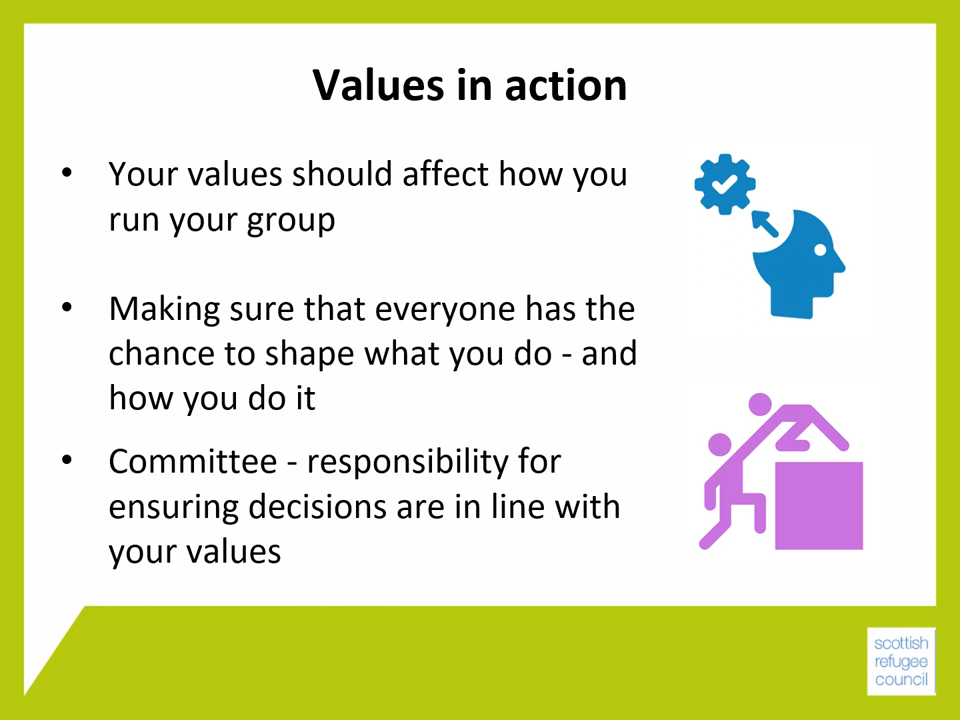 Values in action
• Your values should affect how you
run your group
• Making sure that everyone has the
chance to shape what you do - and
how you do it
• Committee - responsibility for
ensuring decisions are in line with
your values
scottish
refugee
council